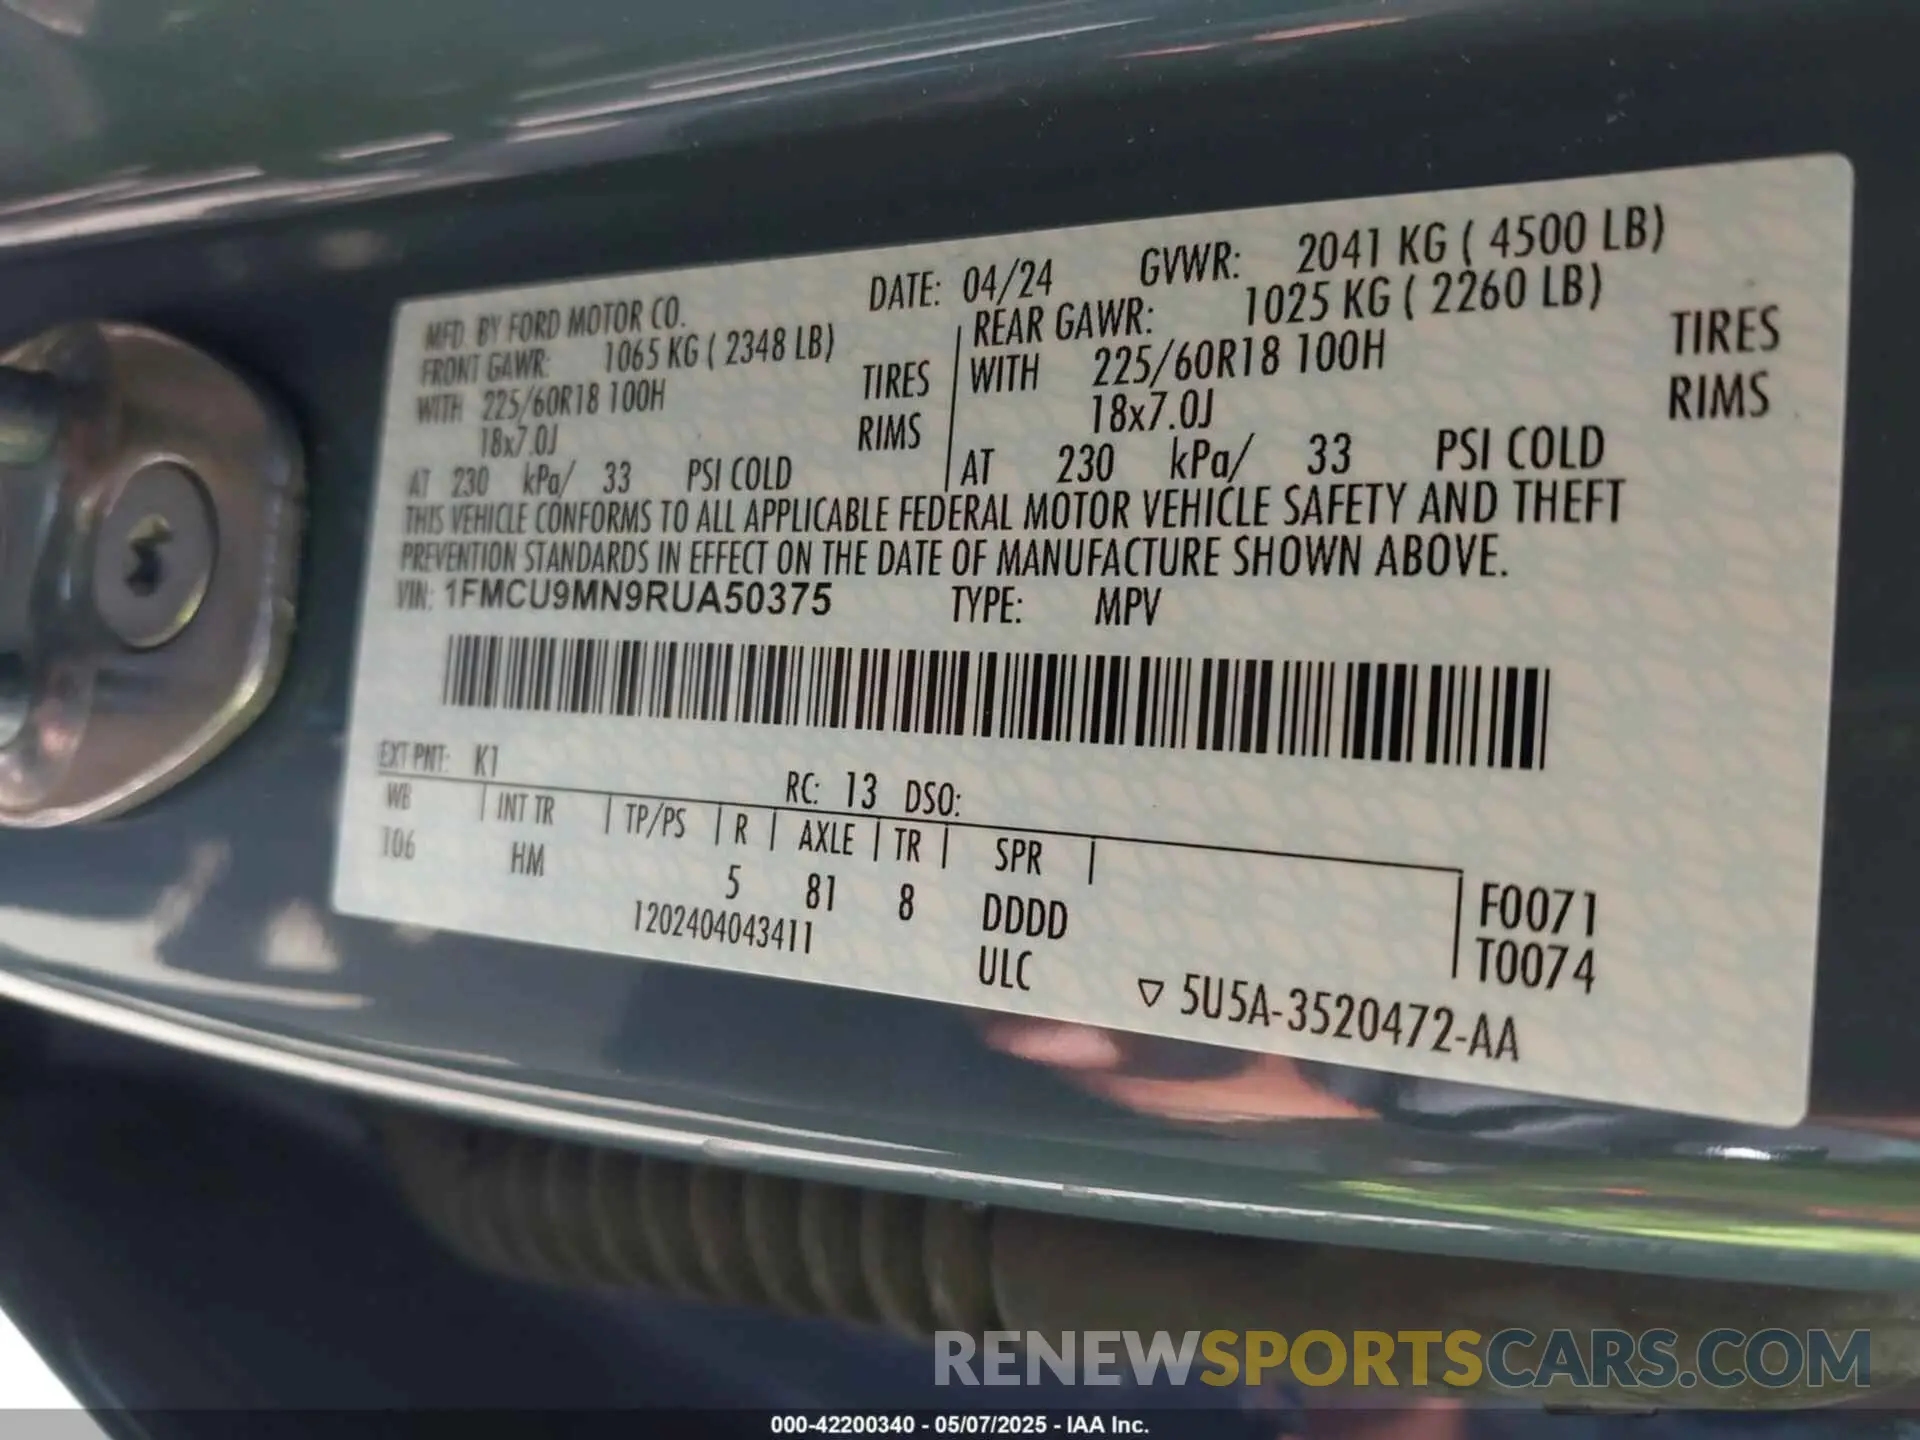 MFD. BY FORD MOTOR CO. DATE: 04/24 GVWR: 2041 KG ( 4500 LB)
FRONT GAWR: 1065 KG ( 2348 LB) REAR GAWR: 1025 KG ( 2260 LB)
WITH 225/60R18 100H TIRES WITH 225/60R18 100H TIRES
18x7.0J RIMS 18x7.0J RIMS
AT 230 kPa/ 33 PSI COLD AT 230 kPa/ 33 PSI COLD
THIS VEHICLE CONFORMS TO ALL APPLICABLE FEDERAL MOTOR VEHICLE SAFETY AND THEFT
PREVENTION STANDARDS IN EFFECT ON THE DATE OF MANUFACTURE SHOWN ABOVE.
VIN: 1FMCU9MN9RUA50375 TYPE: MPV
EXT PNT: K1 RC: 13 DSO:
WB INT TR TP/PS R AXLE TR SPR
106 HM 5 81 8 DDDD F0071
1202404043411 ULC T0074
▽ 5U5A-3520472-AA
RENEWSPORTSCARS.COM
000-42200340 - 05/07/2025 - IAA Inc.